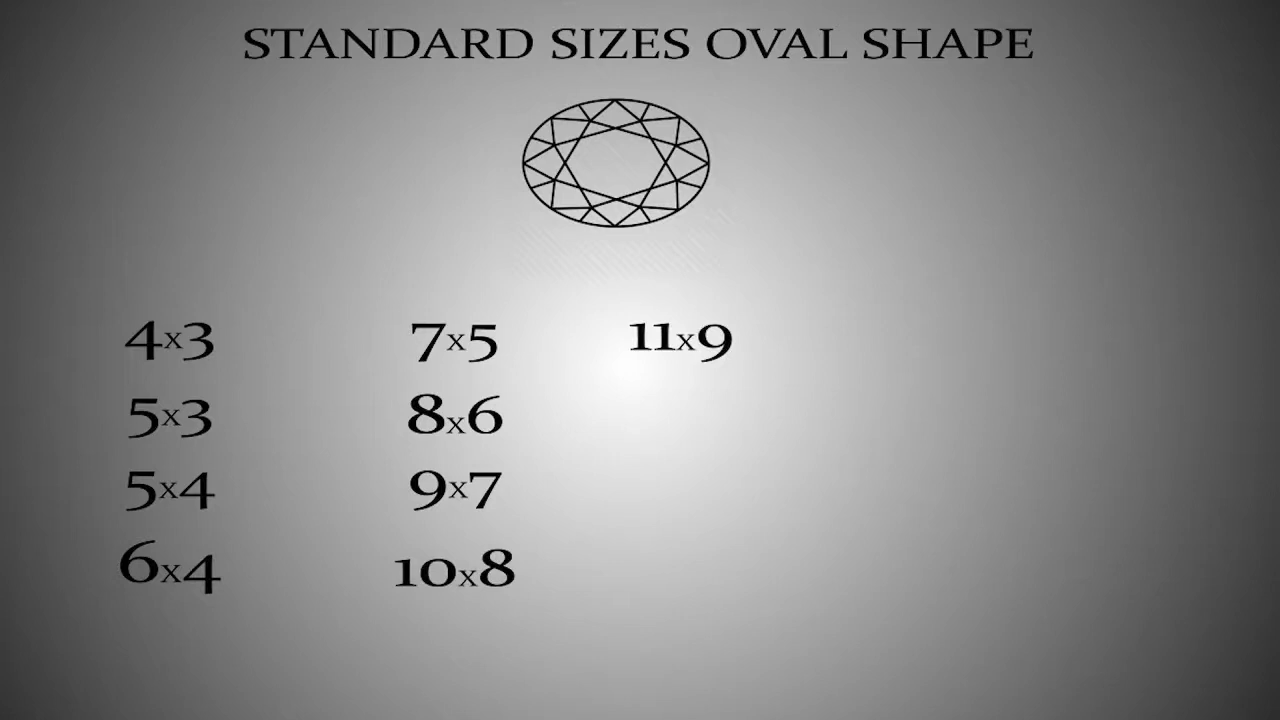 STANDARD SIZES OVAL SHAPE
4x3
5x3
5x4
6x4
7x5
8x6
9x7
10x8
11x9